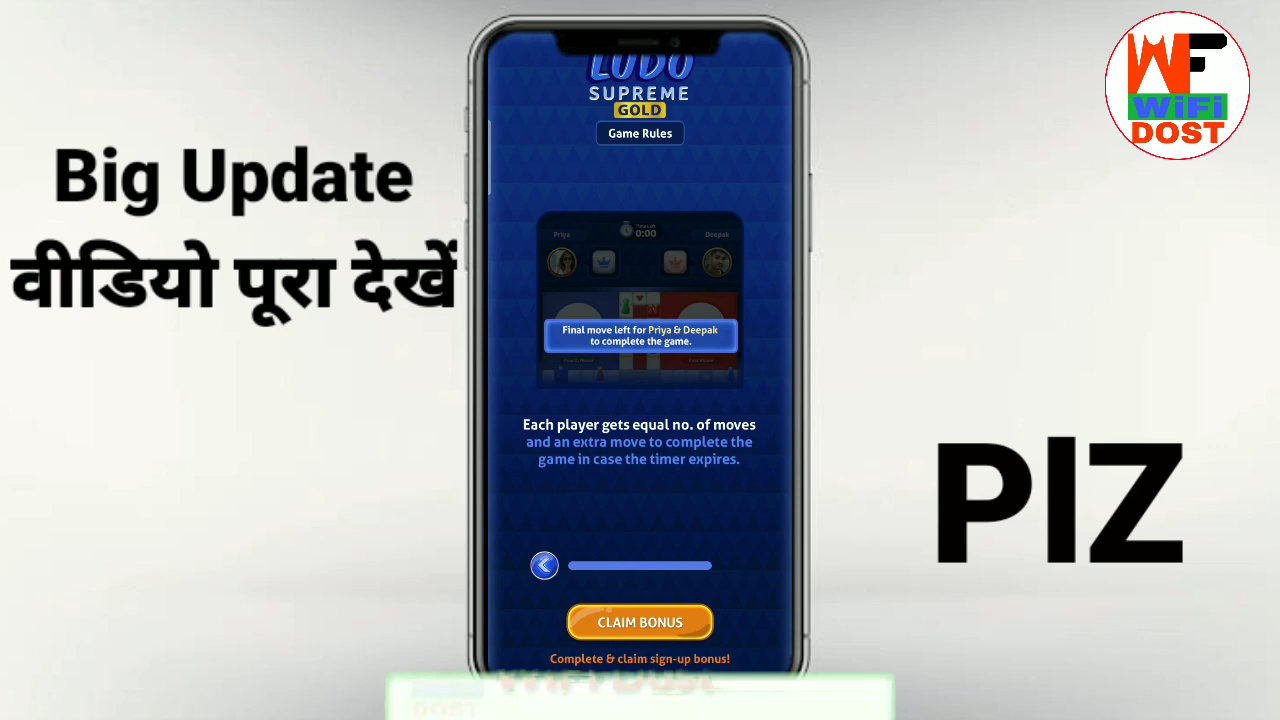 Big Update
वीडियो पूरा देखें
LUDO
SUPREME
GOLD
Game Rules
Time Left
0:00
Priya
Deepak
Final move left for Priya & Deepak
to complete the game.
Each player gets equal no. of moves
and an extra move to complete the
game in case the timer expires.
CLAIM BONUS
Complete & claim sign-up bonus!
WF
WiFi
DOST
PlZ